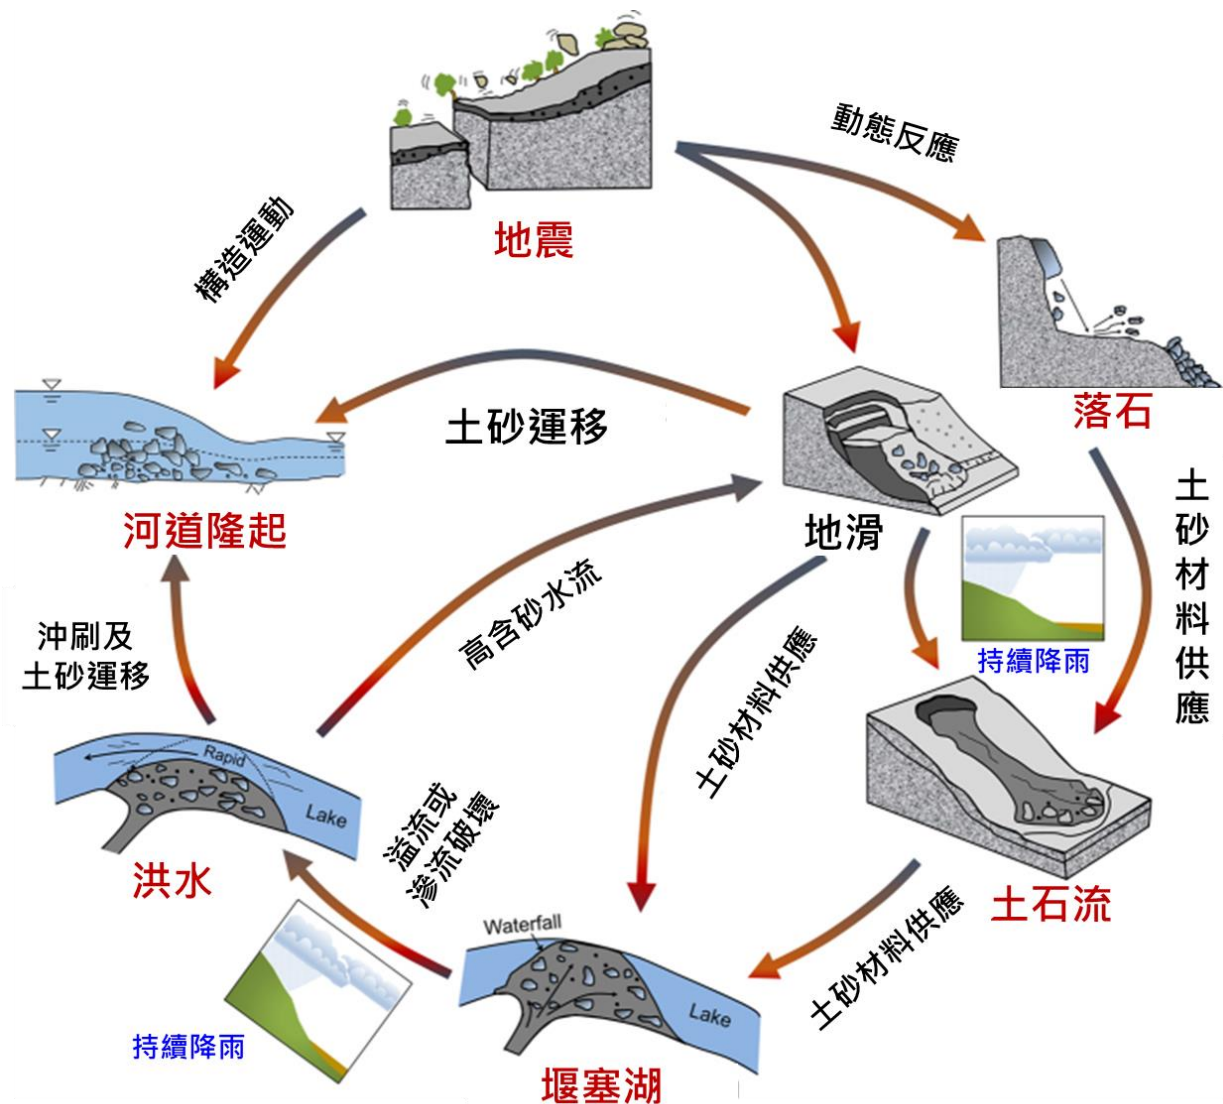 動態反應
構造運動
地震
落石
土砂運移
土砂材料供應
河道隆起
地滑
持續降雨
高含砂水流
沖刷及
土砂運移
土砂材料供應
Rapid
Lake
溢流或
滲流破壞
洪水
土石流
Waterfall
土砂材料供應
Lake
持續降雨
堰塞湖